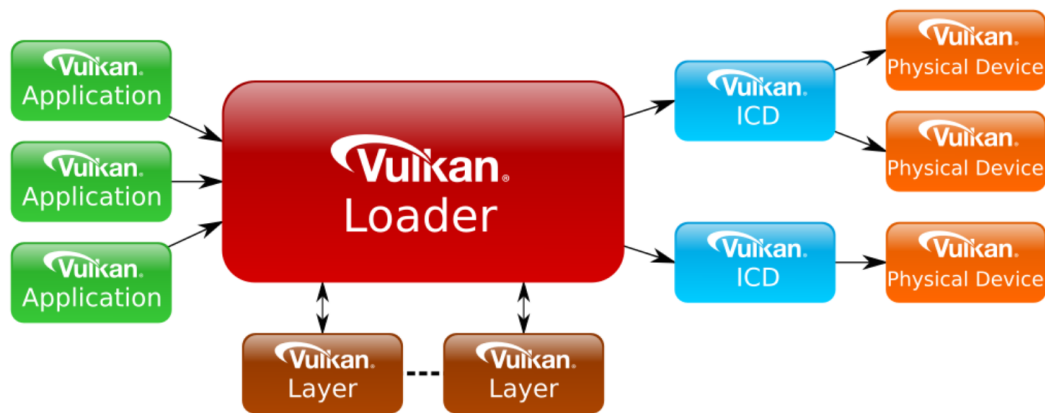 Vulkan®
Application
Vulkan®
Application
Vulkan®
Application
Vulkan®
Loader
Vulkan®
Layer
Vulkan®
Layer
Vulkan®
ICD
Vulkan®
ICD
Vulkan®
Physical Device
Vulkan®
Physical Device
Vulkan®
Physical Device